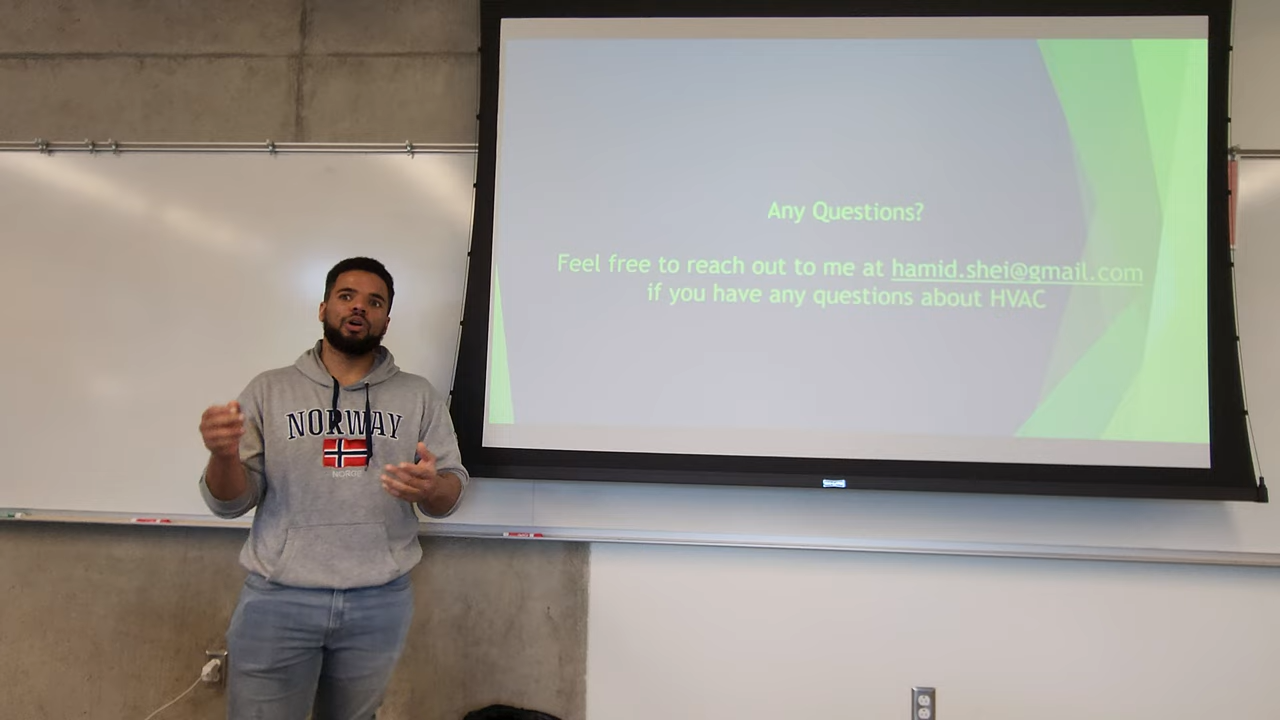 Any Questions?
Feel free to reach out to me at hamid.shei@gmail.com
if you have any questions about HVAC
NORWAY
NORGE